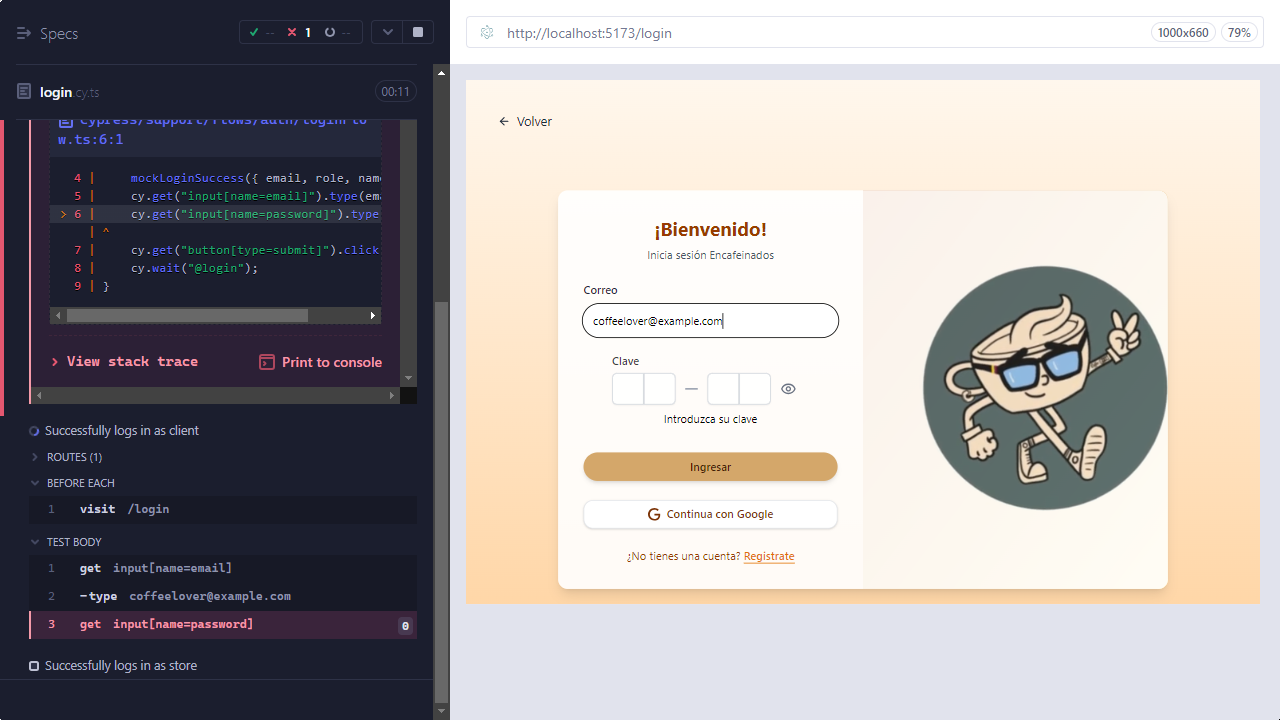 Specs
-- 1 --
login.cy.ts
00:11
cypress/support/flows/auth/loginFlo
w.ts:6:1
4 | mockLoginSuccess({ email, role, name
5 | cy.get("input[name=email]").type(ema
> 6 | cy.get("input[name=password]").type
| ^
7 | cy.get("button[type=submit]").click
8 | cy.wait("@login");
9 | }
View stack trace
Print to console
Successfully logs in as client
ROUTES (1)
BEFORE EACH
1 visit /login
TEST BODY
1 get input[name=email]
2 -type coffeelover@example.com
3 get input[name=password] 0
Successfully logs in as store
http://localhost:5173/login
1000x660
79%
Volver
¡Bienvenido!
Inicia sesión Encafeinados
Correo
coffeelover@example.com
Clave
Introduzca su clave
Ingresar
Continua con Google
¿No tienes una cuenta? Registrate